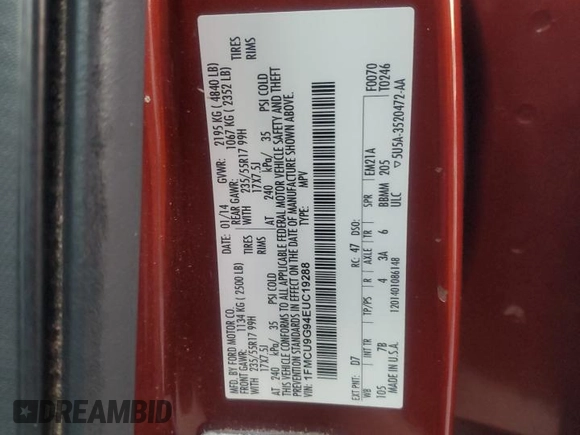 MFD. BY FORD MOTOR CO.
DATE: 01/14 GVWR: 2195 KG ( 4840 LB)
FRONT GAWR: 1134 KG ( 2500 LB) REAR GAWR: 1067 KG ( 2352 LB)
WITH 235/55R17 99H TIRES WITH 235/55R17 99H TIRES
17X7.5J RIMS 17X7.5J RIMS
AT 240 kPa/ 35 PSI COLD AT 240 kPa/ 35 PSI COLD
THIS VEHICLE CONFORMS TO ALL APPLICABLE FEDERAL MOTOR VEHICLE SAFETY AND THEFT
PREVENTION STANDARDS IN EFFECT ON THE DATE OF MANUFACTURE SHOWN ABOVE.
VIN: 1FMCU9G94EUC19288
TYPE: MPV
F0070
T0246
EXT PNT: D7 RC: 47 DSO:
WB INT TR TP/PS R AXLE TR SPR EM21A
105 7B 4 3A 6 BBMM 205
MADE IN U.S.A. 1201401086148 ULC ▽5U5A-3520472-AA
DREAMBID